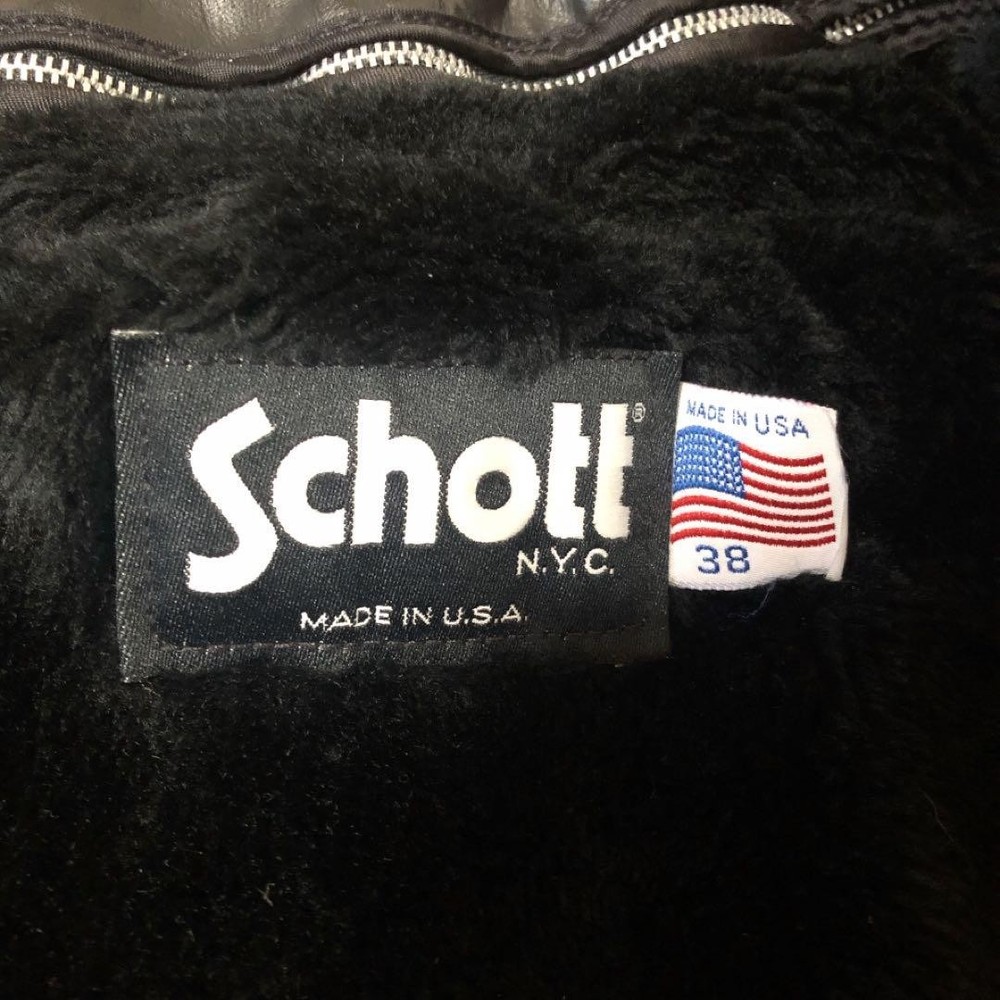 Schott®
N.Y.C.
MADE IN U.S.A.
MADE IN USA
38